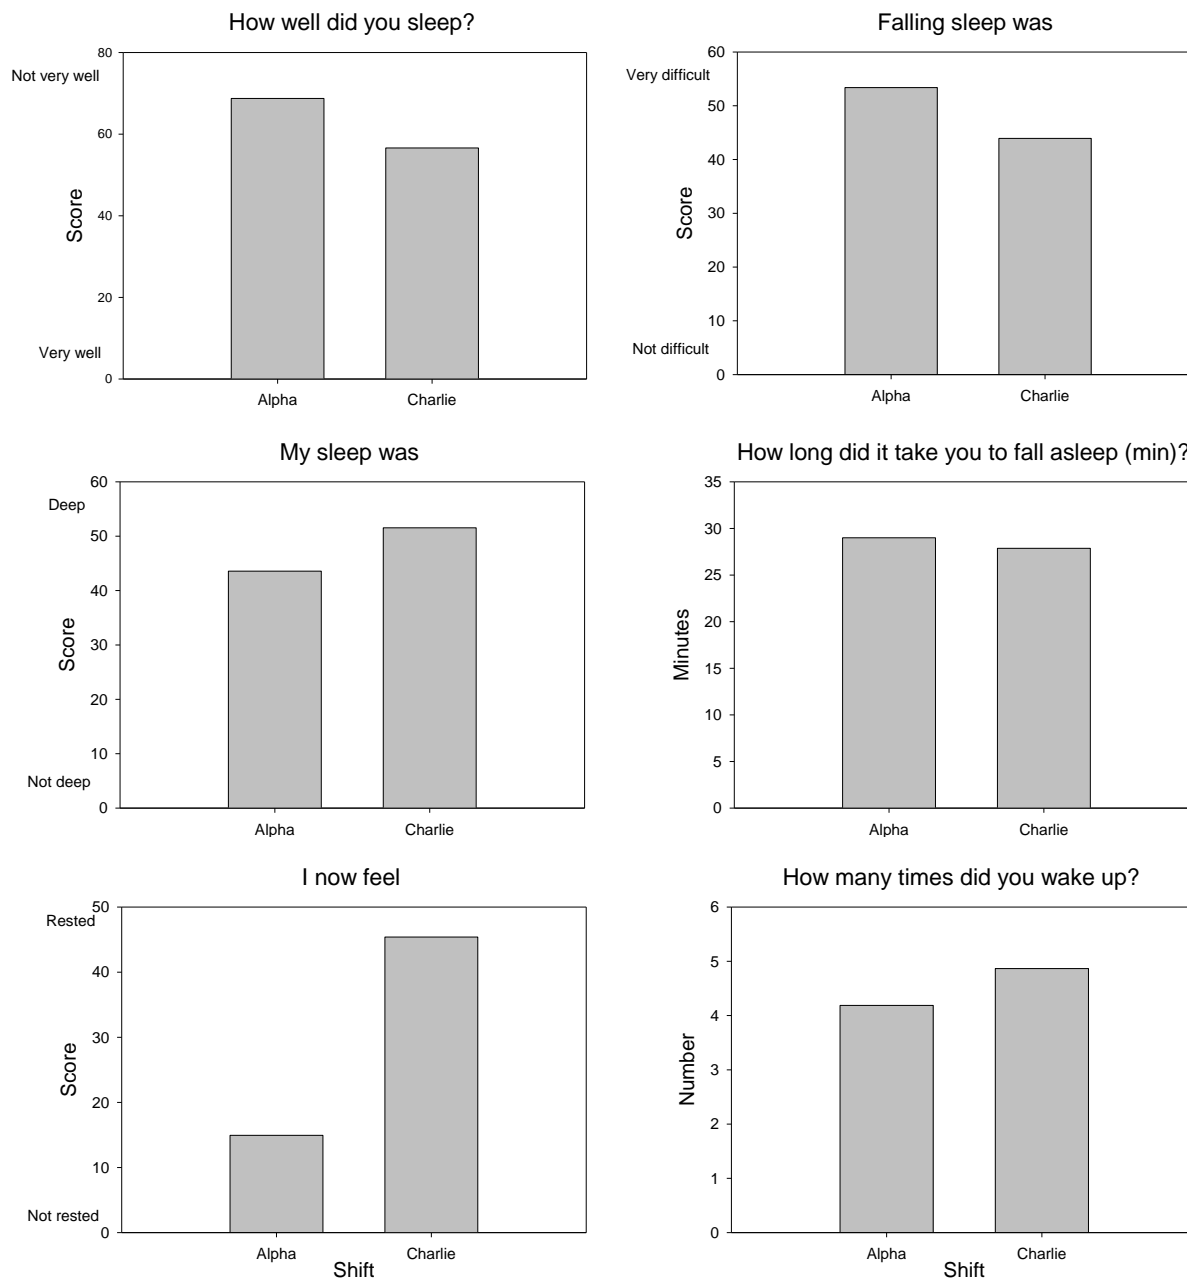 How well did you sleep?
80
Not very well
60
Score
40
20
Very well
0
Alpha Charlie
Falling sleep was
60
Very difficult
50
40
Score
30
20
10
Not difficult
0
Alpha Charlie
My sleep was
60
Deep
50
40
Score
30
20
10
Not deep
0
Alpha Charlie
How long did it take you to fall asleep (min)?
35
30
25
20
Minutes
15
10
5
0
Alpha Charlie
I now feel
50
Rested
40
30
Score
20
10
Not rested
0
Alpha Charlie
Shift
How many times did you wake up?
6
5
4
3
Number
2
1
0
Alpha Charlie
Shift